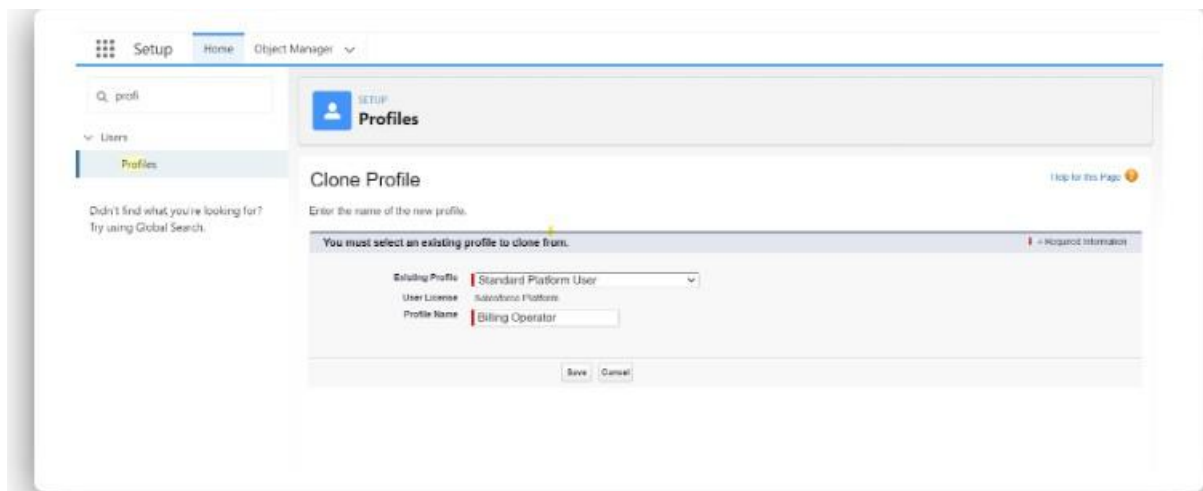 Setup Home Object Manager
profi
SETUP
Profiles
Users
Profiles
Didn't find what you're looking for?
Try using Global Search.
Clone Profile
Help for this Page
Enter the name of the new profile.
You must select an existing profile to clone from.
= Required Information
Existing Profile Standard Platform User
User License Salesforce Platform
Profile Name Billing Operator
Save Cancel